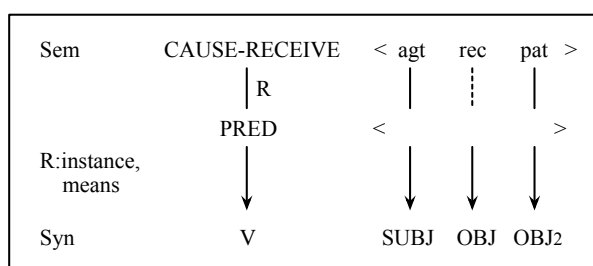 Sem CAUSE-RECEIVE < agt rec pat >
R
PRED < >
R:instance,
means
Syn V SUBJ OBJ OBJ2